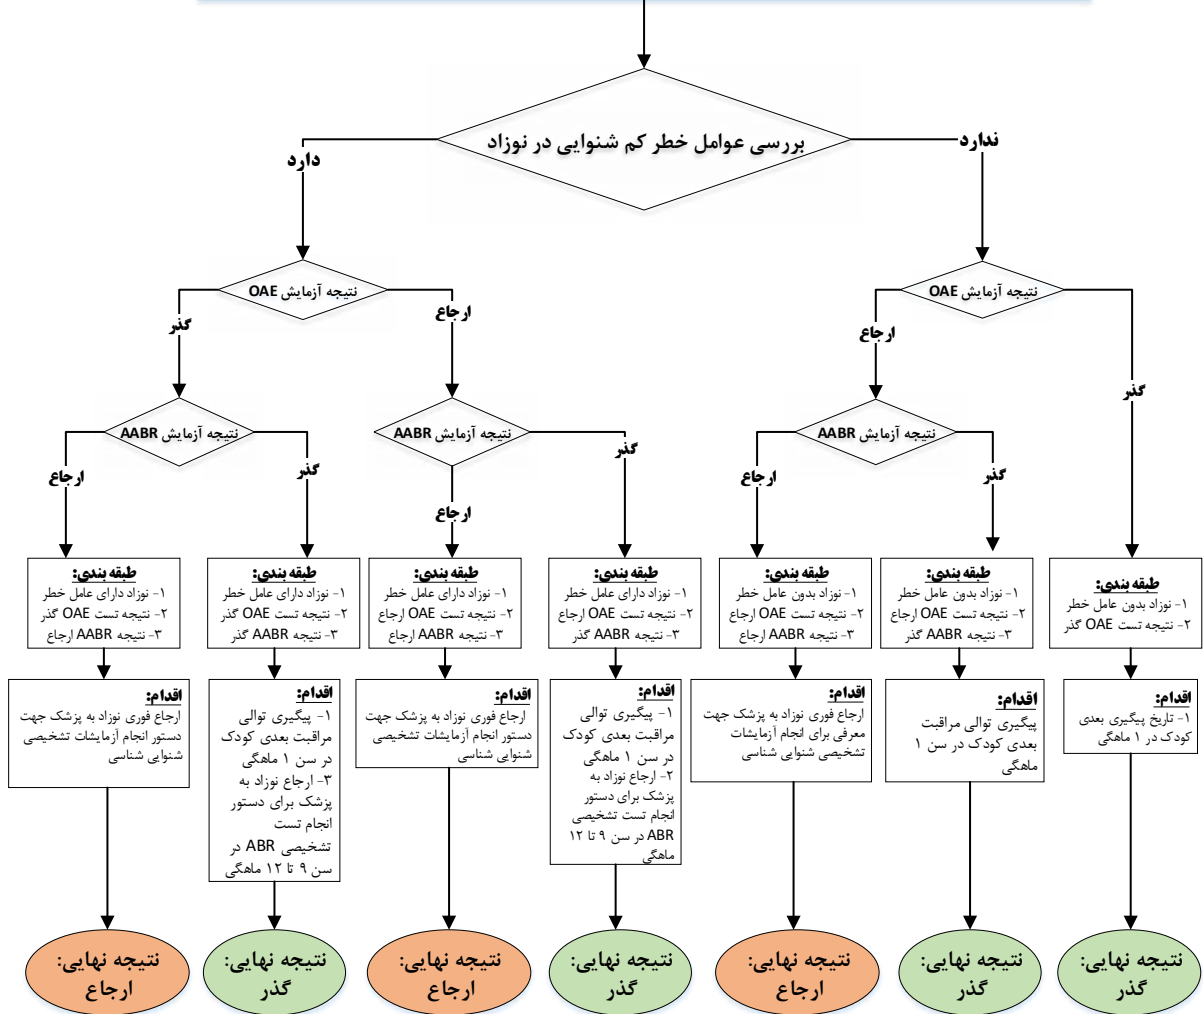 بررسی عوامل خطر کم شنوایی در نوزاد
ندارد
دارد
نتیجه آزمایش OAE
نتیجه آزمایش OAE
گذر
ارجاع
ارجاع
گذر
نتیجه آزمایش AABR
نتیجه آزمایش AABR
نتیجه آزمایش AABR
گذر
ارجاع
گذر
ارجاع
گذر
ارجاع
طبقه بندی:
۱- نوزاد بدون عامل خطر
۲- نتیجه تست OAE گذر
طبقه بندی:
۱- نوزاد بدون عامل خطر
۲- نتیجه تست OAE ارجاع
۳- نتیجه AABR گذر
طبقه بندی:
۱- نوزاد بدون عامل خطر
۲- نتیجه تست OAE ارجاع
۳- نتیجه AABR ارجاع
طبقه بندی:
۱- نوزاد دارای عامل خطر
۲- نتیجه تست OAE ارجاع
۳- نتیجه AABR گذر
طبقه بندی:
۱- نوزاد دارای عامل خطر
۲- نتیجه تست OAE ارجاع
۳- نتیجه AABR ارجاع
طبقه بندی:
۱- نوزاد دارای عامل خطر
۲- نتیجه تست OAE گذر
۳- نتیجه AABR گذر
طبقه بندی:
۱- نوزاد دارای عامل خطر
۲- نتیجه تست OAE گذر
۳- نتیجه AABR ارجاع
اقدام:
۱- تاریخ پیگیری بعدی
کودک در ۱ ماهگی
اقدام:
پیگیری توالی مراقبت
بعدی کودک در سن ۱
ماهگی
اقدام:
ارجاع فوری نوزاد به پزشک جهت
معرفی برای انجام آزمایشات
تشخیصی شنوایی شناسی
اقدام:
۱- پیگیری توالی
مراقبت بعدی کودک
در سن ۱ ماهگی
۲- ارجاع نوزاد به
پزشک برای دستور
انجام تست تشخیصی
ABR در سن ۹ تا ۱۲
ماهگی
اقدام:
ارجاع فوری نوزاد به پزشک جهت
دستور انجام آزمایشات تشخیصی
شنوایی شناسی
اقدام:
۱- پیگیری توالی
مراقبت بعدی کودک
در سن ۱ ماهگی
۳- ارجاع نوزاد به
پزشک برای دستور
انجام تست
تشخیصی ABR در
سن ۹ تا ۱۲ ماهگی
اقدام:
ارجاع فوری نوزاد به پزشک جهت
دستور انجام آزمایشات تشخیصی
شنوایی شناسی
نتیجه نهایی:
گذر
نتیجه نهایی:
گذر
نتیجه نهایی:
ارجاع
نتیجه نهایی:
گذر
نتیجه نهایی:
ارجاع
نتیجه نهایی:
گذر
نتیجه نهایی:
ارجاع